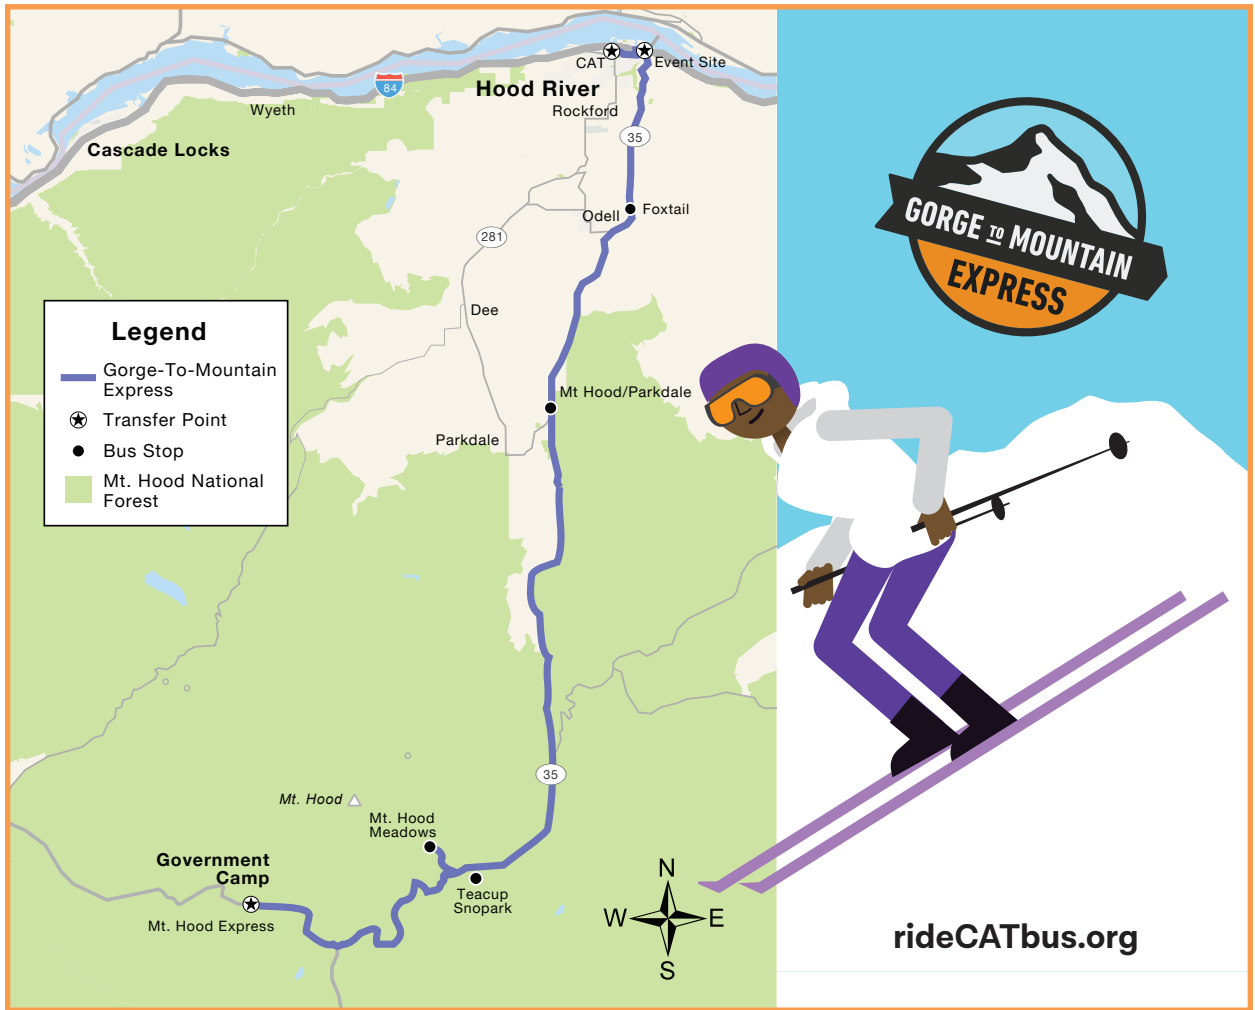 CAT
Event Site
Hood River
84
Wyeth
Rockford
35
Cascade Locks
Odell
Foxtail
281
Dee
Legend
Gorge-To-Mountain
Express
Transfer Point
Bus Stop
Mt. Hood National
Forest
Mt Hood/Parkdale
Parkdale
35
Mt. Hood
Mt. Hood
Meadows
Government
Camp
Teacup
Snopark
Mt. Hood Express
N
W
E
S
GORGE TO MOUNTAIN
EXPRESS
rideCATbus.org